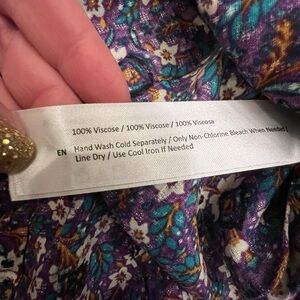 100% Viscose / 100% Viscose / 100% Viscosa
EN Hand Wash Cold Separately / Only Non-Chlorine Bleach When Needed /
Line Dry / Use Cool Iron If Needed